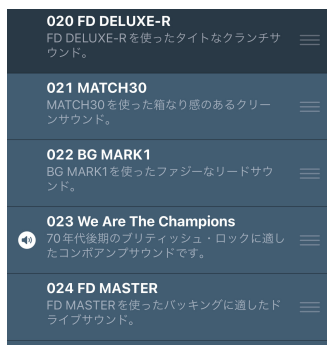 020 FD DELUXE-R
FD DELUXE-Rを使ったタイトなクランチサ
ウンド。
021 MATCH30
MATCH30を使った箱なり感のあるクリー
ンサウンド。
022 BG MARK1
BG MARK1を使ったファジーなリードサウ
ンド。
023 We Are The Champions
70年代後期のブリティッシュ・ロックに適し
たコンボアンプサウンドです。
024 FD MASTER
FD MASTERを使ったバッキングに適したド
ライブサウンド。